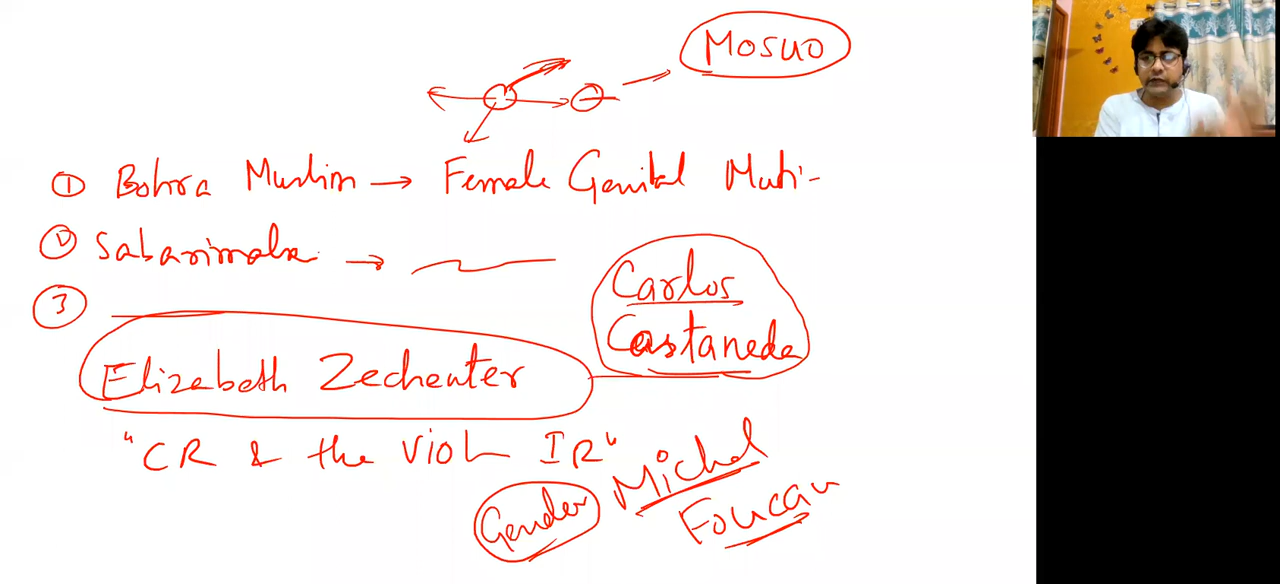 MOSUO
① Bohra Muslim → Female Genital Muti-
② Sabarimala →
③
Carlos
Castaneda
Elizabeth Zechenter
"CR & the Viol IR"
Gender
Michel
Foucau